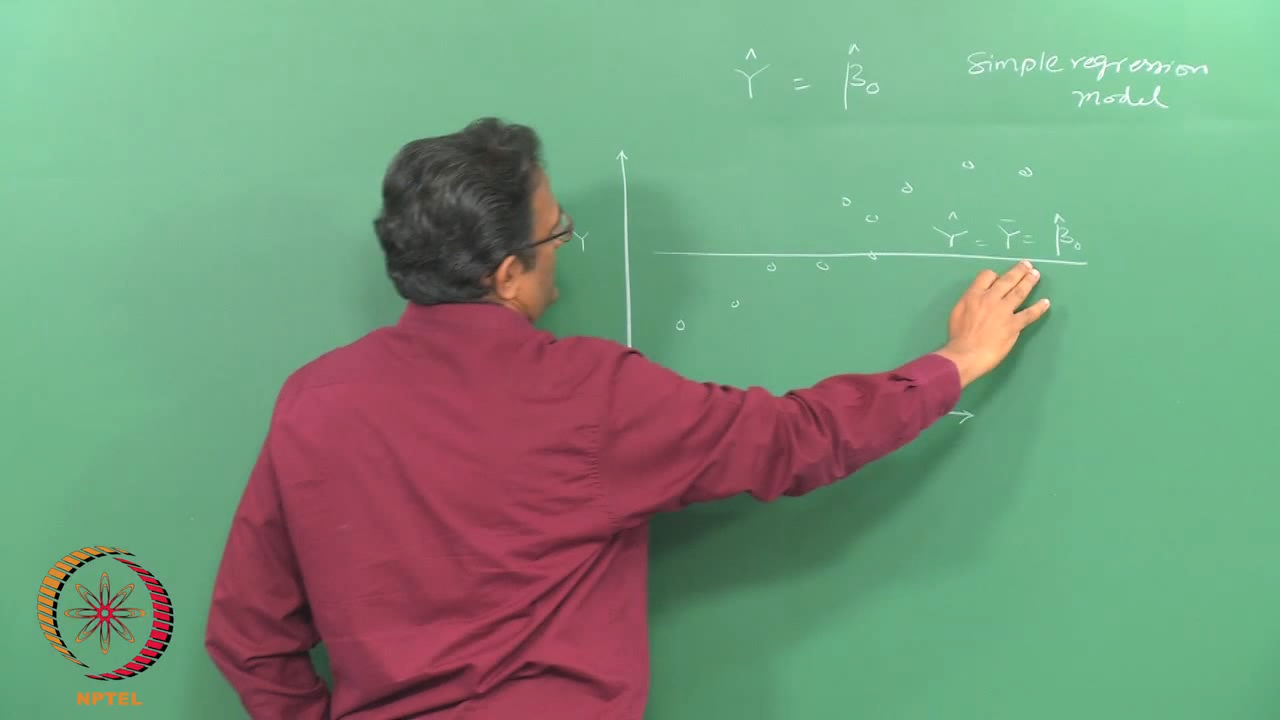 Ŷ = β̂₀
Simple regression
model
Y
Ŷ = Ȳ = β̂₀
NPTEL